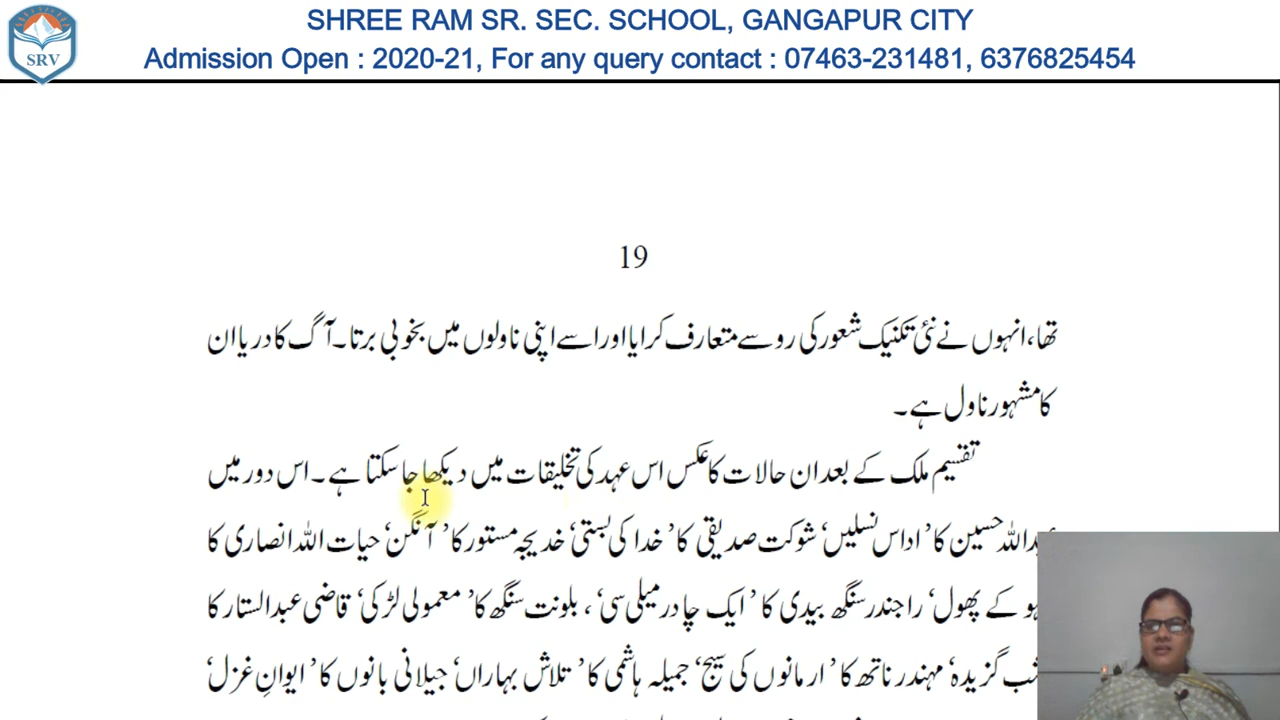 SHREE RAM SR. SEC. SCHOOL, GANGAPUR CITY
SRV
Admission Open : 2020-21, For any query contact : 07463-231481, 6376825454
19
تھا، انہوں نے نئی تکنیک شعور کی رو سے متعارف کرایا اور اسے اپنی ناولوں میں بخوبی برتا۔ آگ کا دریا ان
کا مشہور ناول ہے۔
تقسیم ملک کے بعد ان حالات کا عکس اس عہد کی تخلیقات میں دیکھا جا سکتا ہے۔ اس دور میں
حسین کا ’اداس نسلیں‘ شوکت صدیقی کا ’خدا کی بستی‘ خدیجہ مستور کا ’آنگن‘ حیات اللہ انصاری کا
کے پھول‘ راجندر سنگھ بیدی کا ’ایک چادر میلی سی‘، بلونت سنگھ کا ’معمولی لڑکی‘ قاضی عبدالستار کا
گزیدہ‘ مہندر ناتھ کا ’ارمانوں کی سیج‘ جمیلہ ہاشمی کا ’تلاش بہاراں‘ جیلانی بانوں کا ’ایوانِ غزل‘